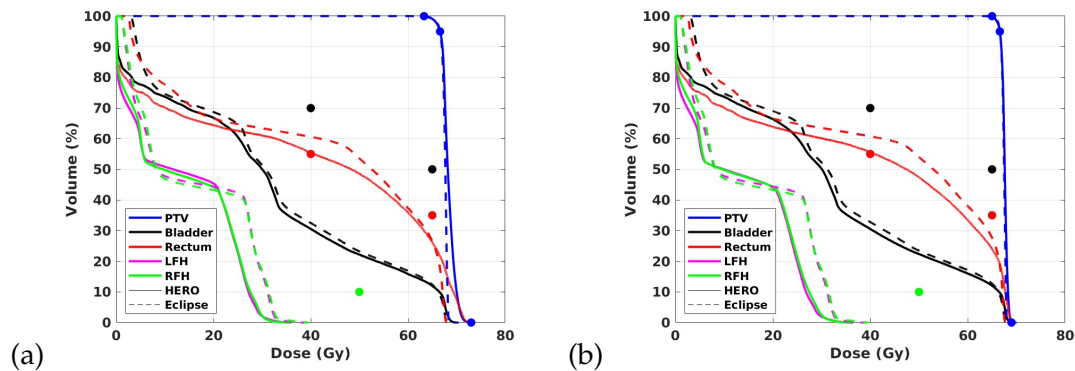 100
90
80
70
60
50
40
30
20
10
0
Volume (%)
PTV
Bladder
Rectum
LFH
RFH
HERO
Eclipse
0 20 40 60 80
Dose (Gy)
(a)
100
90
80
70
60
50
40
30
20
10
0
Volume (%)
PTV
Bladder
Rectum
LFH
RFH
HERO
Eclipse
0 20 40 60 80
Dose (Gy)
(b)